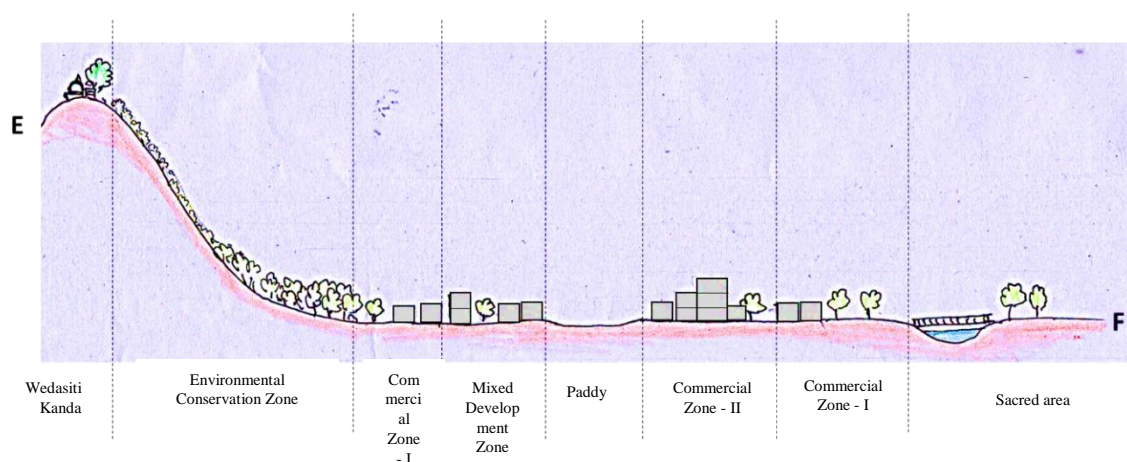 E
F
Wedasiti
Kanda
Environmental
Conservation Zone
Com
merci
al
Zone
- I
Mixed
Develop
ment
Zone
Paddy
Commercial
Zone - II
Commercial
Zone - I
Sacred area